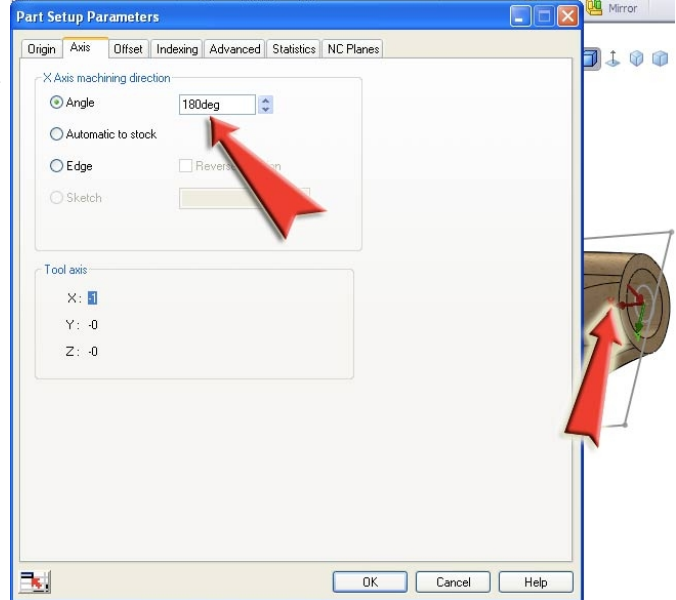 Part Setup Parameters
Mirror
Origin Axis Offset Indexing Advanced Statistics NC Planes
X Axis machining direction
Angle 180deg
Automatic to stock
Edge
Sketch
Tool axis
X: -1
Y: -0
Z: -0
OK Cancel Help